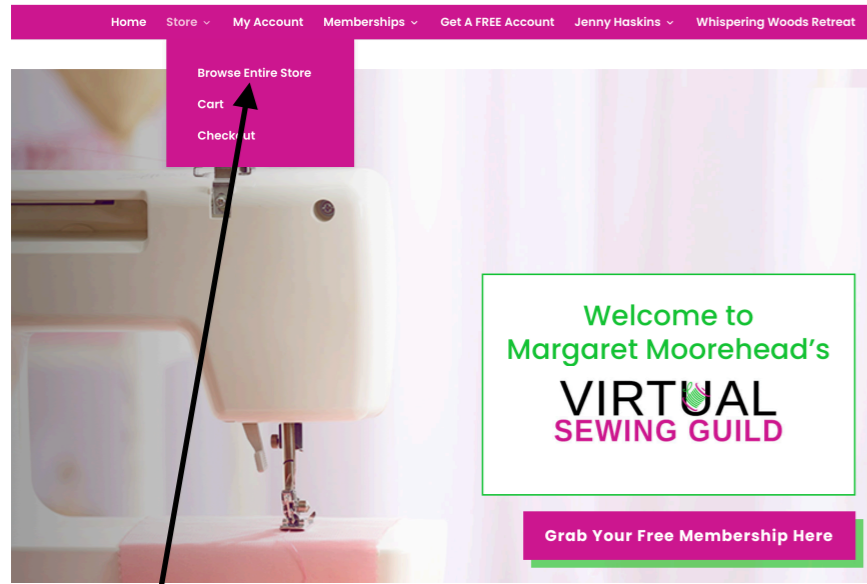 Home Store My Account Memberships Get A FREE Account Jenny Haskins Whispering Woods Retreat
Browse Entire Store
Cart
Checkout
Welcome to
Margaret Moorehead's
VIRTUAL
SEWING GUILD
Grab Your Free Membership Here